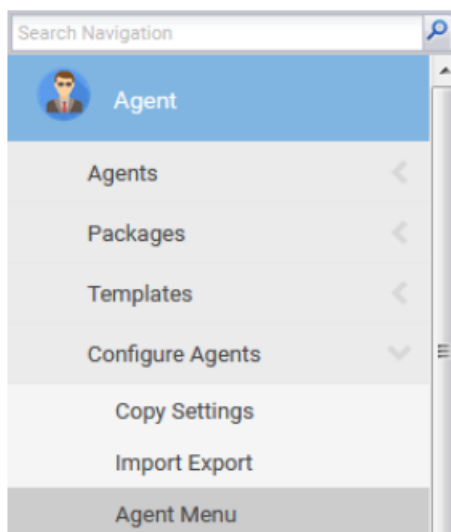 Search Navigation
Agent
Agents
Packages
Templates
Configure Agents
Copy Settings
Import Export
Agent Menu